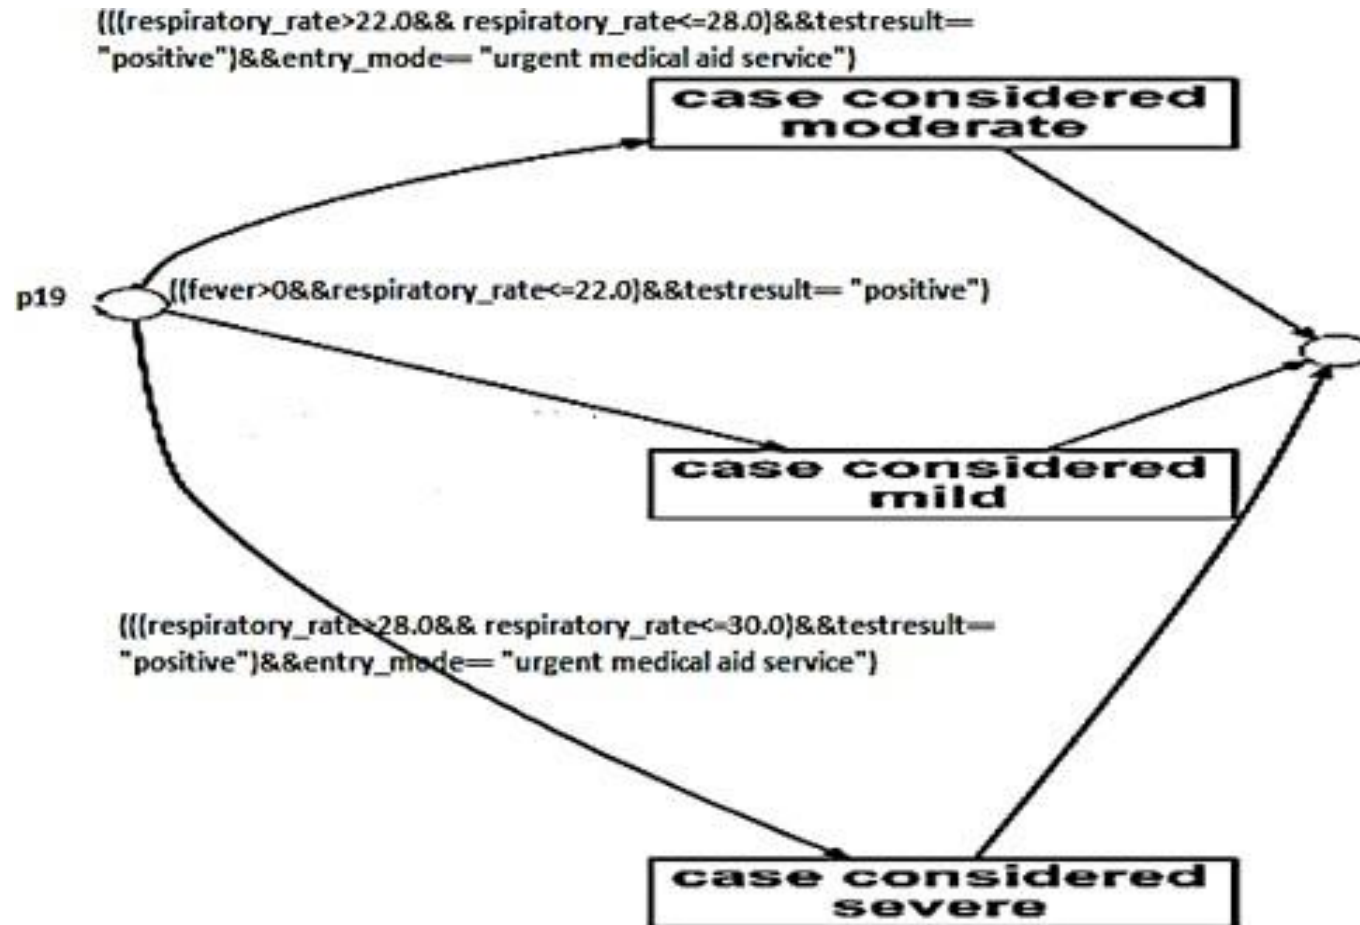 (((respiratory_rate>22.0&& respiratory_rate<=28.0)&&testresult==
"positive")&&entry_mode== "urgent medical aid service")
case considered
moderate
p19
((fever>0&&respiratory_rate<=22.0)&&testresult== "positive")
case considered
mild
(((respiratory_rate>28.0&& respiratory_rate<=30.0)&&testresult==
"positive")&&entry_mode== "urgent medical aid service")
case considered
severe